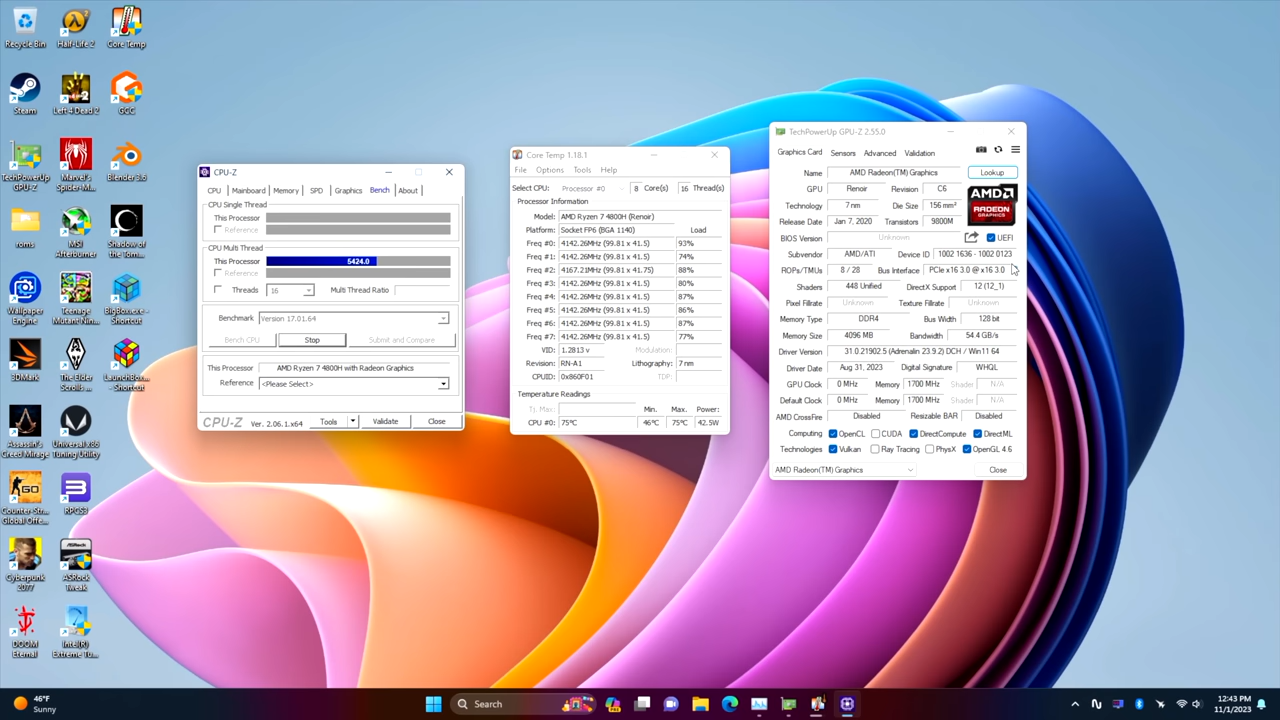 Recycle Bin
Half-Life 2
Core Temp
Steam
Left 4 Dead 2
GCC
TechPowerUp GPU-Z
Marvel's Spider-M...
Blender 3.6
roms
MSI Afterburner
Shadow of the Tom...
Wallpaper Engine
Teenage Mutant Nin...
BigBox.exe - Shortcut
3DMark
The Elder Scrolls ...
LaunchBox... - Shortcut
Assassin's Creed Mirage
Universal x86 Tuning Utility
Counter-Str... Global Offe...
RPCS3
Cyberpunk 2077
ASRock Tweak
DOOM Eternal
Intel(R) Extreme Tu...
CPU-Z
CPU Mainboard Memory SPD Graphics Bench About
CPU Single Thread
This Processor
Reference
CPU Multi Thread
This Processor 5424.0
Reference
Threads 16 Multi Thread Ratio
Benchmark Version 17.01.64
Bench CPU Stop Submit and Compare
This Processor AMD Ryzen 7 4800H with Radeon Graphics
Reference <Please Select>
CPU-Z Ver. 2.06.1.x64 Tools Validate Close
Core Temp 1.18.1
File Options Tools Help
Select CPU: Processor #0 8 Core(s) 16 Thread(s)
Processor Information
Model: AMD Ryzen 7 4800H (Renoir)
Platform: Socket FP6 (BGA 1140) Load
Freq #0: 4142.26MHz (99.81 x 41.5) 93%
Freq #1: 4142.26MHz (99.81 x 41.5) 74%
Freq #2: 4167.21MHz (99.81 x 41.5) 88%
Freq #3: 4142.26MHz (99.81 x 41.5) 86%
Freq #4: 4142.26MHz (99.81 x 41.5) 80%
Freq #5: 4142.26MHz (99.81 x 41.5) 87%
Freq #6: 4142.26MHz (99.81 x 41.5) 87%
Freq #7: 4142.26MHz (99.81 x 41.5) 77%
VID: 1.2813 v Modulation:
Revision: RN-A1 Lithography: 7 nm
CPUID: 0x860F01 TDP:
Temperature Readings
Tj. Max: Min. Max. Power:
CPU #0: 75°C 46°C 75°C 42.5W
TechPowerUp GPU-Z 2.55.0
Graphics Card Sensors Advanced Validation
Name AMD Radeon(TM) Graphics Lookup
GPU Renoir Revision C6
AMD
RADEON
GRAPHICS
Technology 7 nm Die Size 156 mm²
Release Date Jan 7, 2020 Transistors 9800M
BIOS Version Unknown UEFI
Subvendor AMD/ATI Device ID 1002 1636 - 1002 0123
ROPs/TMUs 8 / 28 Bus Interface PCIe x16 3.0 @ x16 3.0
Shaders 448 Unified DirectX Support 12 (12_1)
Pixel Fillrate Unknown Texture Fillrate Unknown
Memory Type DDR4 Bus Width 128 bit
Memory Size 4096 MB Bandwidth 54.4 GB/s
Driver Version 31.0.21902.5 (Adrenalin 23.9.2) DCH / Win11 64
Driver Date Aug 31, 2023 Digital Signature WHQL
GPU Clock 0 MHz Memory 1700 MHz Shader N/A
Default Clock 0 MHz Memory 1700 MHz Shader N/A
AMD CrossFire Disabled Resizable BAR Disabled
Computing OpenCL CUDA DirectCompute DirectML
Technologies Vulkan Ray Tracing PhysX OpenGL 4.6
AMD Radeon(TM) Graphics Close
46°F
Sunny
Search
12:43 PM
11/1/2023